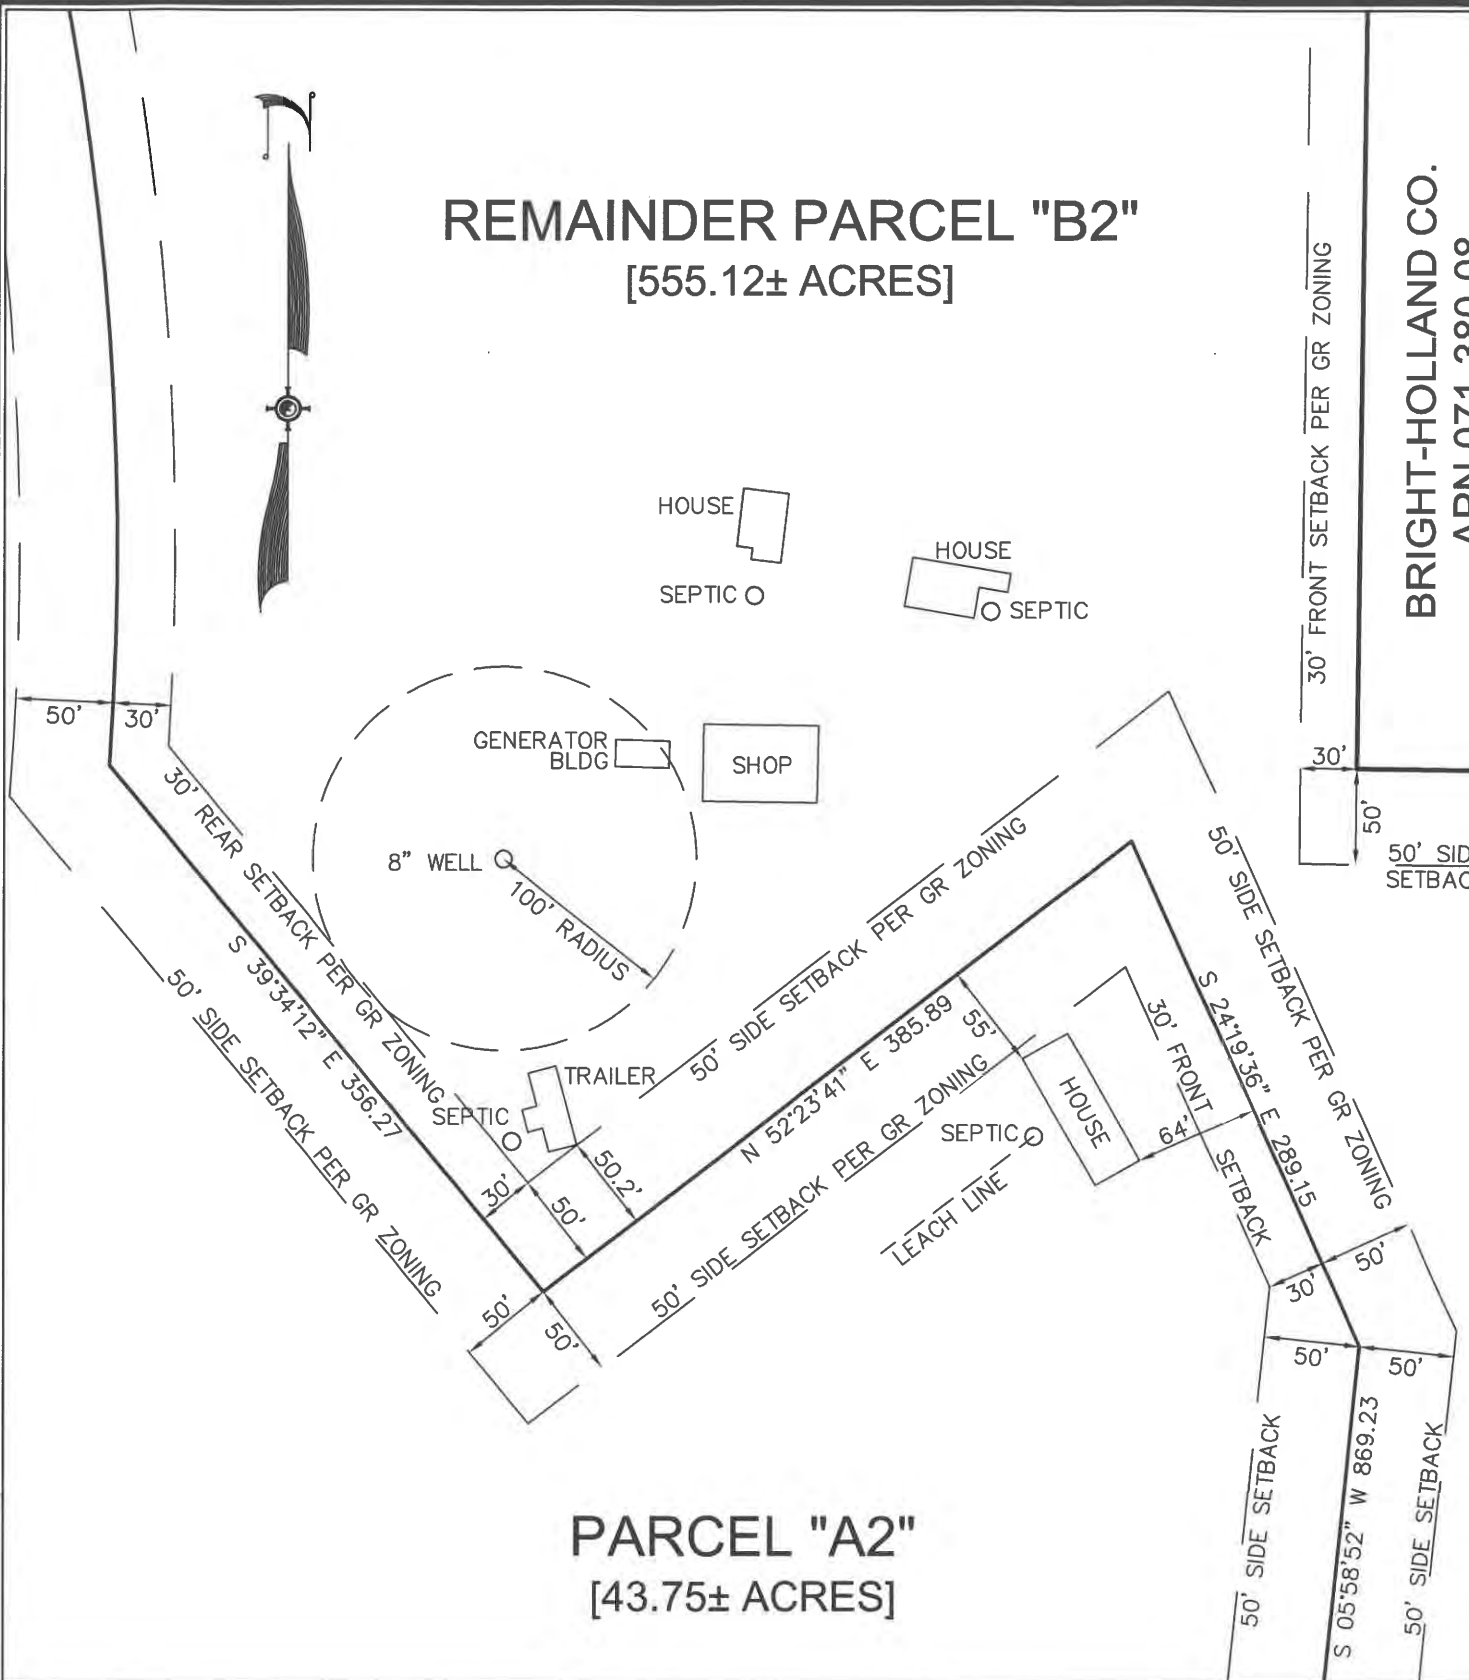 REMAINDER PARCEL "B2"
[555.12± ACRES]
30' FRONT SETBACK PER GR ZONING
BRIGHT-HOLLAND CO.
HOUSE
SEPTIC
HOUSE
SEPTIC
50'
30'
GENERATOR
BLDG
SHOP
30'
50'
50' SID
SETBAC
8" WELL
100' RADIUS
30' REAR SETBACK PER GR ZONING
S 39°34'12" E 356.27
50' SIDE SETBACK PER GR ZONING
50' SIDE SETBACK PER GR ZONING
N 52°23'41" E 385.89
50' SIDE SETBACK PER GR ZONING
50' SIDE SETBACK PER GR ZONING
S 24°19'36" E 289.15
30' FRONT SETBACK
55'
HOUSE
64'
SEPTIC
LEACH LINE
TRAILER
SEPTIC
30'
50'
50.2'
50'
50'
30'
50'
50'
50'
50' SIDE SETBACK
S 05°58'52" W 869.23
50' SIDE SETBACK
PARCEL "A2"
[43.75± ACRES]